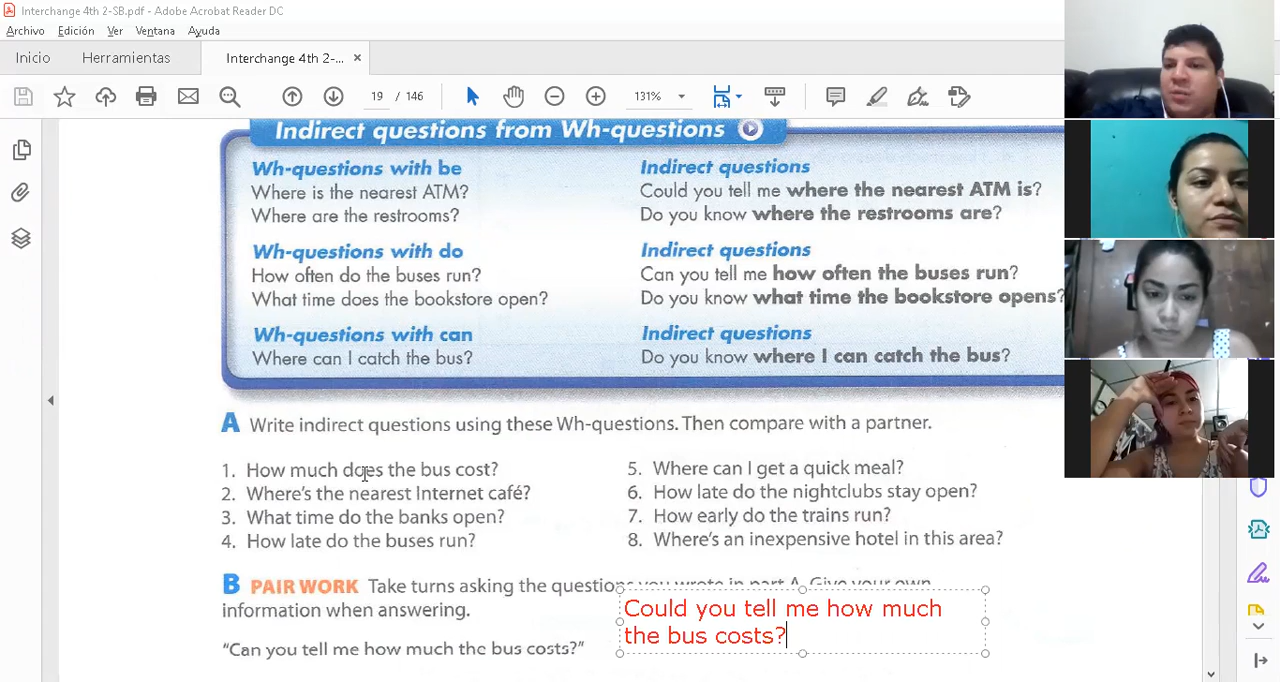 Interchange 4th 2-SB.pdf - Adobe Acrobat Reader DC
Archivo Edición Ver Ventana Ayuda
Inicio Herramientas Interchange 4th 2-... ×
19 / 146 131%
Indirect questions from Wh-questions
Wh-questions with be
Where is the nearest ATM?
Where are the restrooms?
Indirect questions
Could you tell me where the nearest ATM is?
Do you know where the restrooms are?
Wh-questions with do
How often do the buses run?
What time does the bookstore open?
Indirect questions
Can you tell me how often the buses run?
Do you know what time the bookstore opens?
Wh-questions with can
Where can I catch the bus?
Indirect questions
Do you know where I can catch the bus?
A Write indirect questions using these Wh-questions. Then compare with a partner.
1. How much does the bus cost?
2. Where's the nearest Internet café?
3. What time do the banks open?
4. How late do the buses run?
5. Where can I get a quick meal?
6. How late do the nightclubs stay open?
7. How early do the trains run?
8. Where's an inexpensive hotel in this area?
B PAIR WORK Take turns asking the questions you wrote in part A. Give your own
information when answering.
"Can you tell me how much the bus costs?"
Could you tell me how much
the bus costs?